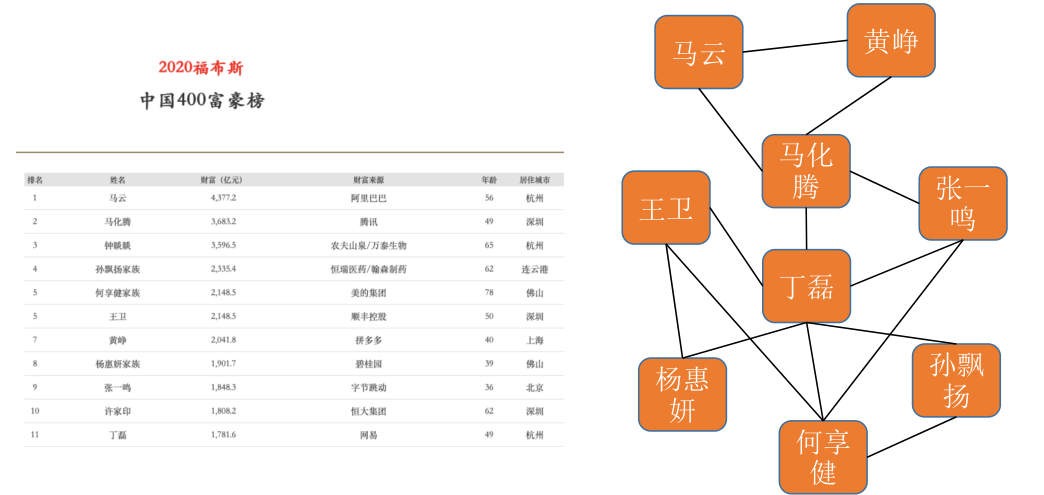 2020福布斯
中国400富豪榜
排名 姓名 财富（亿元） 财富来源 年龄 居住城市
1 马云 4,377.2 阿里巴巴 56 杭州
2 马化腾 3,683.2 腾讯 49 深圳
3 钟睒睒 3,596.5 农夫山泉/万泰生物 65 杭州
4 孙飘扬家族 2,335.4 恒瑞医药/翰森制药 62 连云港
5 何享健家族 2,148.5 美的集团 78 佛山
5 王卫 2,148.5 顺丰控股 50 深圳
7 黄峥 2,041.8 拼多多 40 上海
8 杨惠妍家族 1,901.7 碧桂园 39 佛山
9 张一鸣 1,848.3 字节跳动 36 北京
10 许家印 1,808.2 恒大集团 62 深圳
11 丁磊 1,781.6 网易 49 杭州
马云
黄峥
马化
腾
王卫
张一
鸣
丁磊
杨惠
妍
孙飘
扬
何享
健